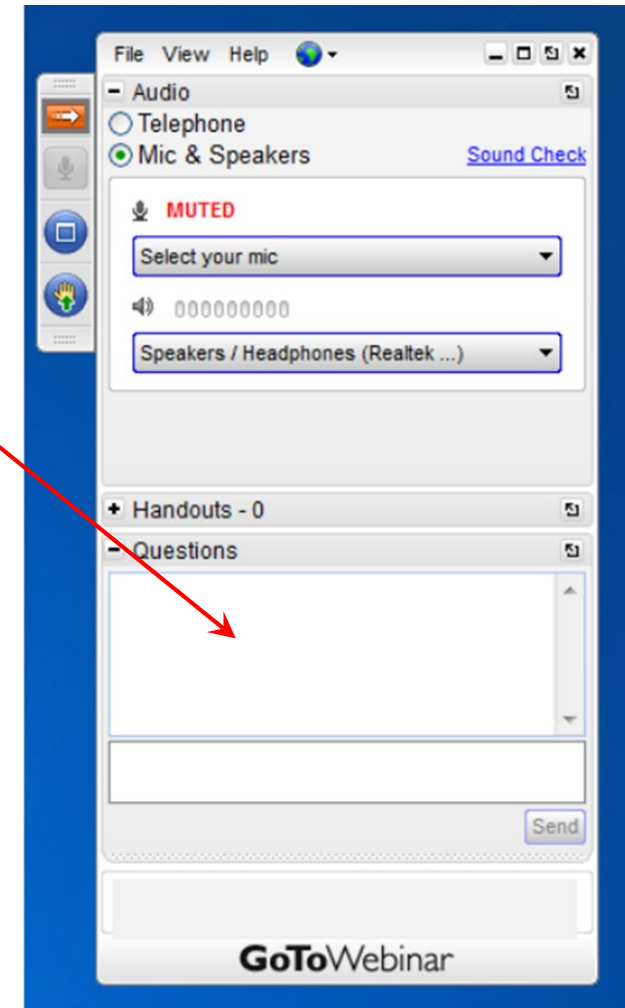 File View Help
Audio
Telephone
Mic & Speakers Sound Check
MUTED
Select your mic
000000000
Speakers / Headphones (Realtek ...)
Handouts - 0
Questions
Send
GoToWebinar